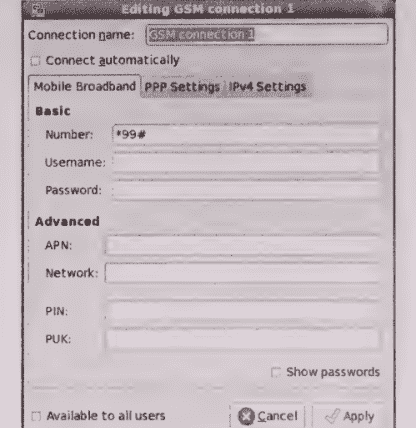 Editing GSM connection 1
Connection name: GSM connection 1
Connect automatically
Mobile Broadband PPP Settings IPv4 Settings
Basic
Number: *99#
Username:
Password:
Advanced
APN:
Network:
PIN:
PUK:
Show passwords
Available to all users Cancel Apply